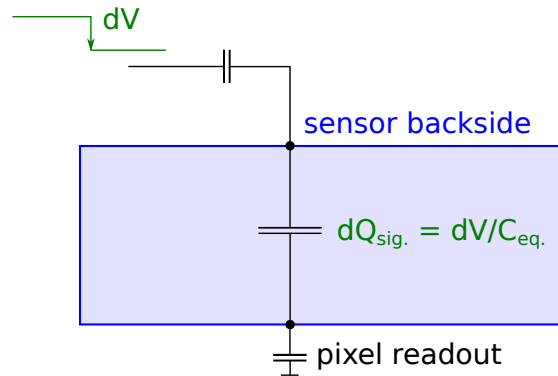 dV
sensor backside
dQsig. = dV/Ceq.
pixel readout